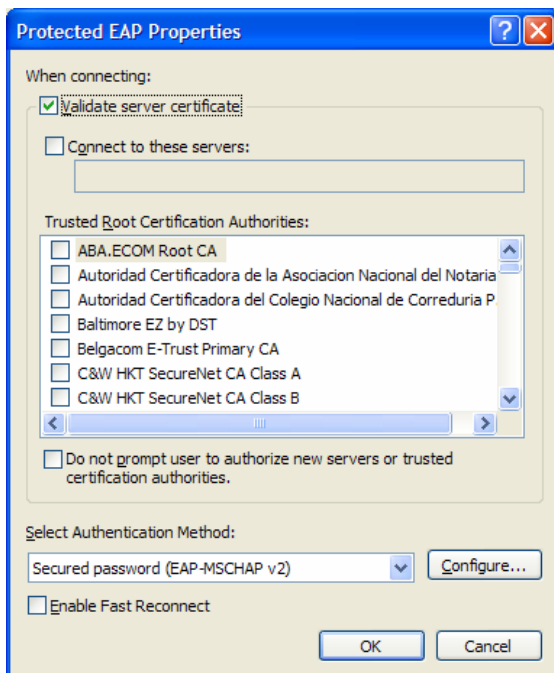 Protected EAP Properties
When connecting:
Validate server certificate
Connect to these servers:
Trusted Root Certification Authorities:
ABA.ECOM Root CA
Autoridad Certificadora de la Asociacion Nacional del Notaria
Autoridad Certificadora del Colegio Nacional de Correduria P.
Baltimore EZ by DST
Belgacom E-Trust Primary CA
C&W HKT SecureNet CA Class A
C&W HKT SecureNet CA Class B
Do not prompt user to authorize new servers or trusted
certification authorities.
Select Authentication Method:
Secured password (EAP-MSCHAP v2)
Configure...
Enable Fast Reconnect
OK
Cancel